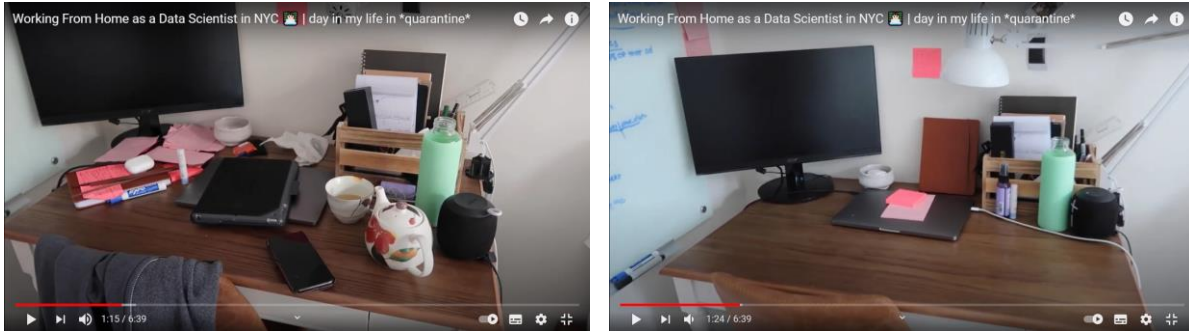 Working From Home as a Data Scientist in NYC 👩🏻‍💻 | day in my life in *quarantine*
1:15 / 6:39
Working From Home as a Data Scientist in NYC 👩🏻‍💻 | day in my life in *quarantine*
1:24 / 6:39